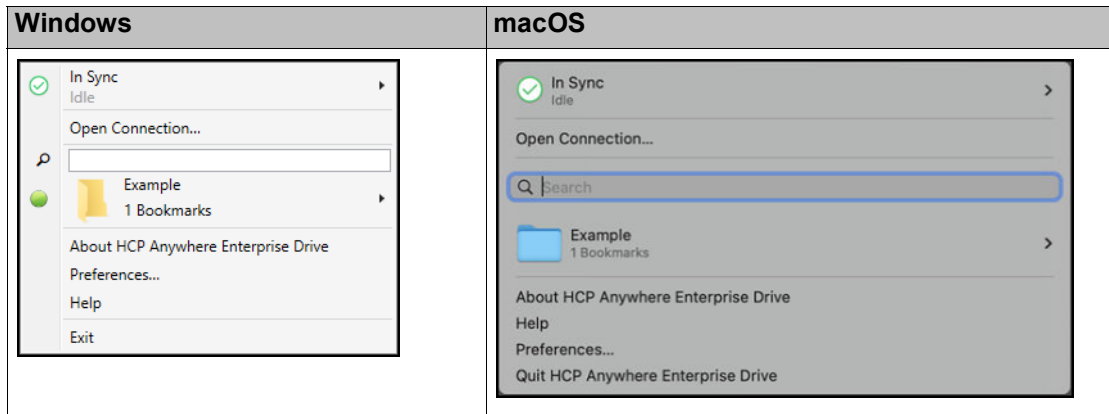 Windows
macOS
In Sync
Idle
Open Connection...
Example
1 Bookmarks
About HCP Anywhere Enterprise Drive
Preferences...
Help
Exit
In Sync
Idle
Open Connection...
Search
Example
1 Bookmarks
About HCP Anywhere Enterprise Drive
Help
Preferences...
Quit HCP Anywhere Enterprise Drive